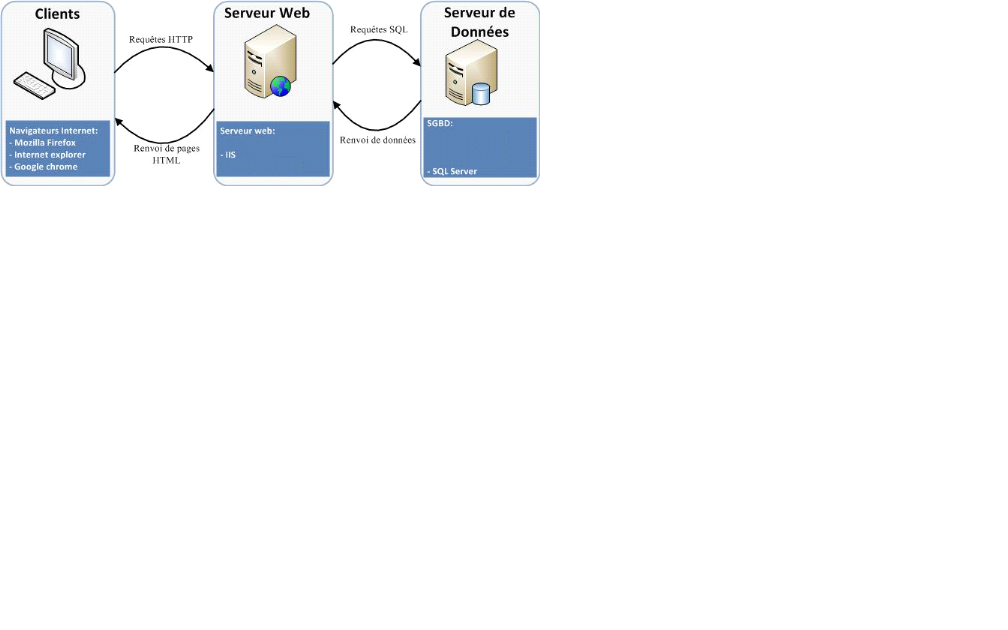 Clients
Serveur Web
Serveur de
Données
Requêtes HTTP
Requêtes SQL
Renvoi de pages
HTML
Renvoi de données
Navigateurs Internet:
- Mozilla Firefox
- Internet explorer
- Google chrome
Serveur web:
- IIS
SGBD:
- SQL Server